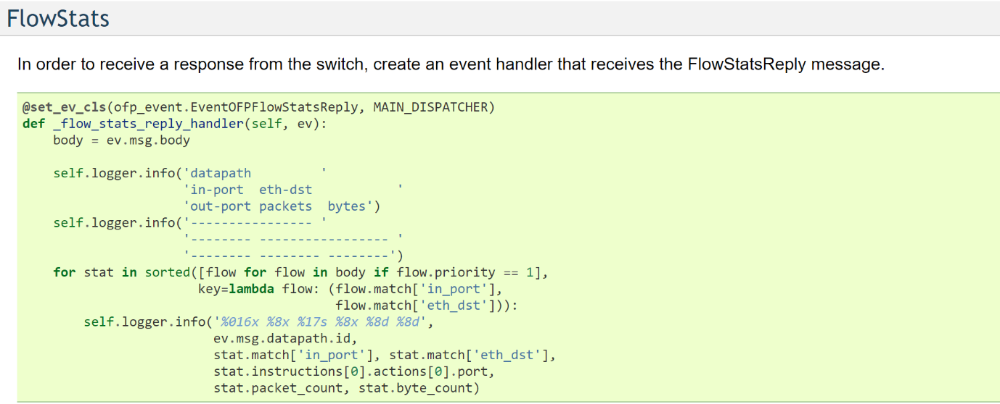 FlowStats
In order to receive a response from the switch, create an event handler that receives the FlowStatsReply message.
@set_ev_cls(ofp_event.EventOFPFlowStatsReply, MAIN_DISPATCHER)
def _flow_stats_reply_handler(self, ev):
    body = ev.msg.body
    self.logger.info('datapath         '
                     'in-port  eth-dst           '
                     'out-port packets  bytes')
    self.logger.info('---------------- '
                     '-------- ----------------- '
                     '-------- -------- --------')
    for stat in sorted([flow for flow in body if flow.priority == 1],
                       key=lambda flow: (flow.match['in_port'],
                                         flow.match['eth_dst'])):
        self.logger.info('%016x %8x %17s %8x %8d %8d',
                         ev.msg.datapath.id,
                         stat.match['in_port'], stat.match['eth_dst'],
                         stat.instructions[0].actions[0].port,
                         stat.packet_count, stat.byte_count)